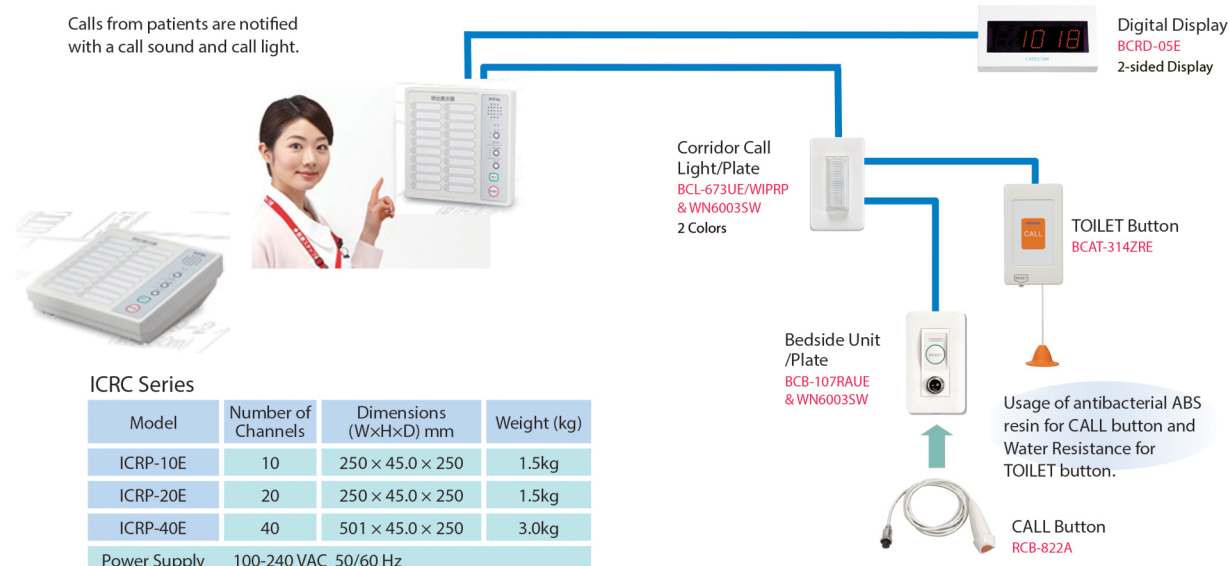 Calls from patients are notified
with a call sound and call light.
Digital Display
BCRD-05E
2-sided Display
1018
Corridor Call
Light/Plate
BCL-673UE/WIPRP
& WN6003SW
2 Colors
CALL
RESET
TOILET Button
BCAT-314ZRE
Bedside Unit
/Plate
BCB-107RAUE
& WN6003SW
RESET
Usage of antibacterial ABS
resin for CALL button and
Water Resistance for
TOILET button.
CALL Button
RCB-822A
ICRC Series
Model Number of Channels Dimensions (W×H×D) mm Weight (kg)
ICRP-10E 10 250 × 45.0 × 250 1.5kg
ICRP-20E 20 250 × 45.0 × 250 1.5kg
ICRP-40E 40 501 × 45.0 × 250 3.0kg
Power Supply 100-240 VAC 50/60 Hz